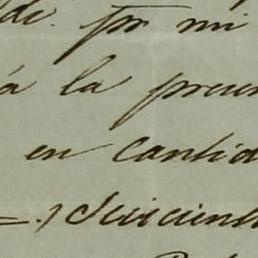 de. por mi
á la presen
en cantid
seiscient